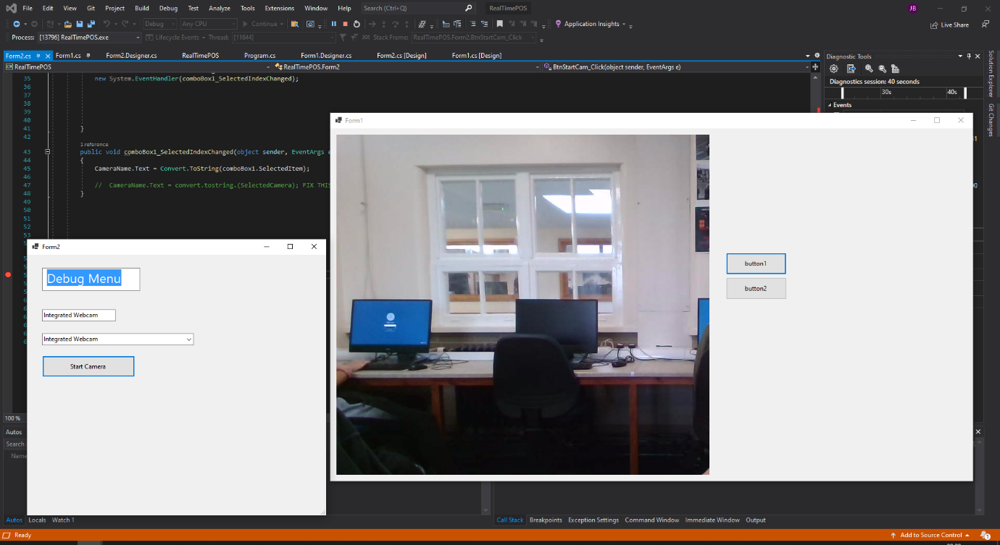 File Edit View Git Project Build Debug Test Analyze Tools Extensions Window Help Search (Ctrl+Q) RealTimePOS JB
Debug Any CPU Continue Application Insights Live Share
Process: [13796] RealTimePOS.exe Lifecycle Events Thread: [11644] Stack Frame: RealTimePOS.Form2.BtnStartCam_Click
Form2.cs Form1.cs Form2.Designer.cs RealTimePOS Program.cs Form1.Designer.cs Form2.cs [Design] Form1.cs [Design]
RealTimePOS RealTimePOS.Form2 BtnStartCam_Click(object sender, EventArgs e)
35 new System.EventHandler(comboBox1_SelectedIndexChanged);
36
37
38
39
40
41 }
42
1 reference
43 public void comboBox1_SelectedIndexChanged(object sender, EventArgs e
44 {
45 CameraName.Text = Convert.ToString(comboBox1.SelectedItem);
46
47 // CameraName.Text = convert.tostring.(SelectedCamera); FIX THIS
48 }
49
50
51
52
53
Diagnostic Tools
Diagnostics session: 40 seconds
30s 40s
Events
Solution Explorer
Git Changes
Form1
button1
button2
Form2
Debug Menu
Integrated Webcam
Integrated Webcam
Start Camera
100 %
Autos
Search
Name
Autos Locals Watch 1
Call Stack Breakpoints Exception Settings Command Window Immediate Window Output
Ready Add to Source Control 1